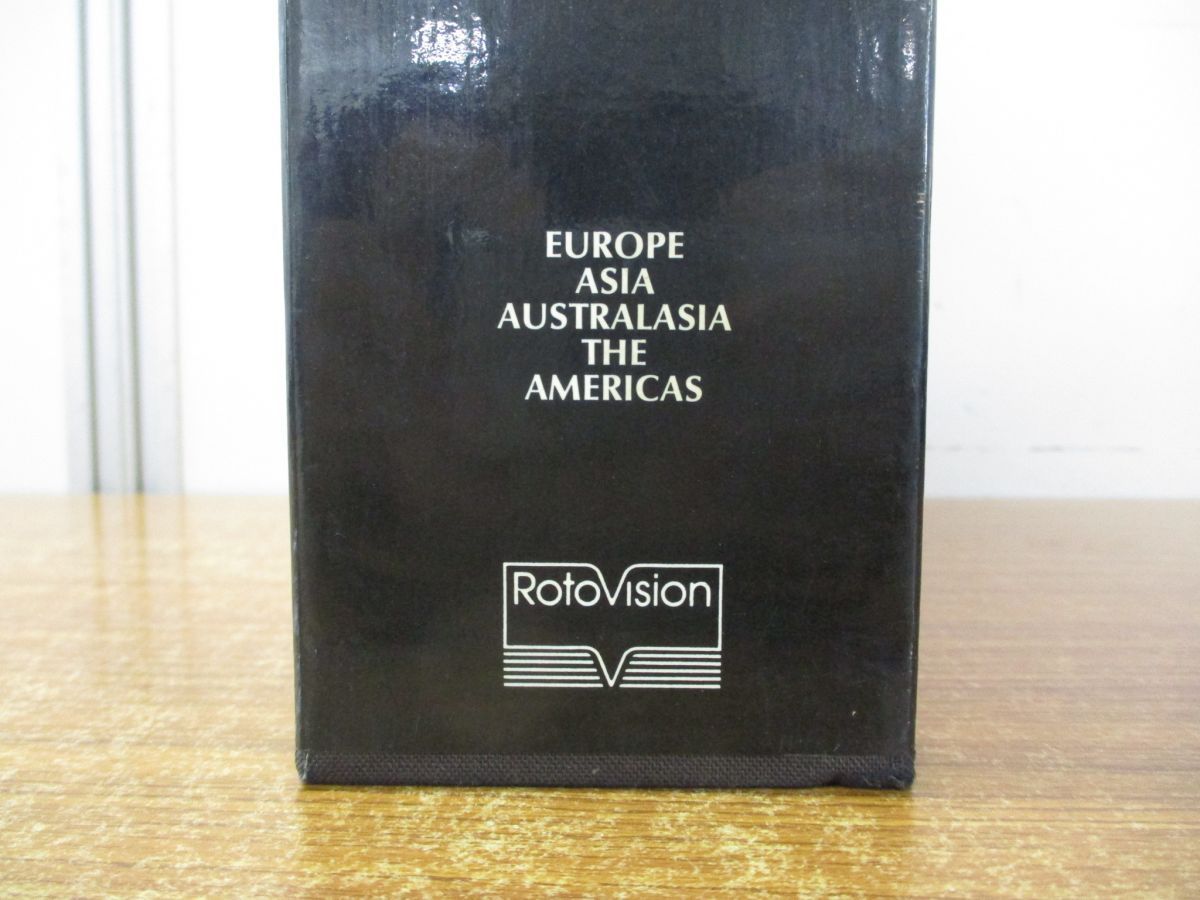 EUROPE
ASIA
AUSTRALASIA
THE
AMERICAS
RotoVision